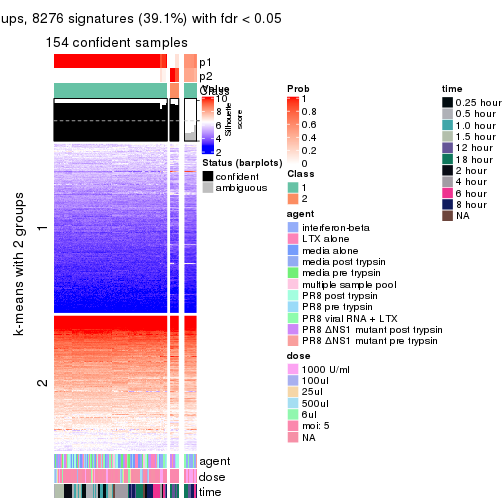 ups, 8276 signatures (39.1%) with fdr < 0.05
154 confident samples
p1
p2
Class
Silhouette
score
k-means with 2 groups
1
2
agent
dose
time
Value
10
8
6
4
2
Status (barplots)
confident
ambiguous
Prob
1
0.8
0.6
0.4
0.2
0
Class
1
2
agent
interferon-beta
LTX alone
media alone
media post trypsin
media pre trypsin
multiple sample pool
PR8 post trypsin
PR8 pre trypsin
PR8 viral RNA + LTX
PR8 ΔNS1 mutant post trypsin
PR8 ΔNS1 mutant pre trypsin
dose
1000 U/ml
100ul
25ul
500ul
6ul
moi: 5
NA
time
0.25 hour
0.5 hour
1.0 hour
1.5 hour
12 hour
18 hour
2 hour
4 hour
6 hour
8 hour
NA